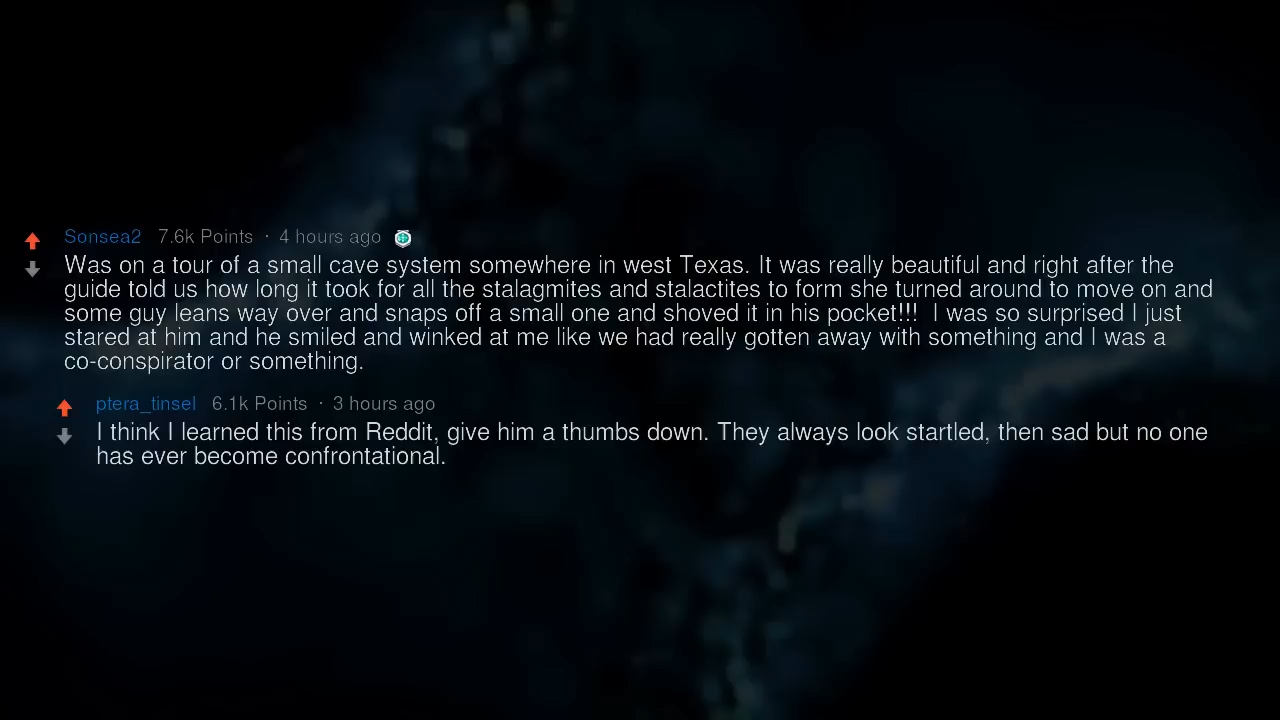 Sonsea2 7.6k Points · 4 hours ago
Was on a tour of a small cave system somewhere in west Texas. It was really beautiful and right after the
guide told us how long it took for all the stalagmites and stalactites to form she turned around to move on and
some guy leans way over and snaps off a small one and shoved it in his pocket!!!  I was so surprised I just
stared at him and he smiled and winked at me like we had really gotten away with something and I was a
co-conspirator or something.
ptera_tinsel 6.1k Points · 3 hours ago
I think I learned this from Reddit, give him a thumbs down. They always look startled, then sad but no one
has ever become confrontational.